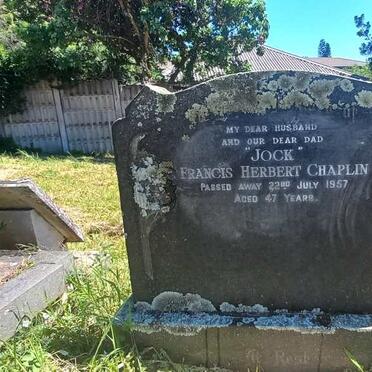 MY DEAR HUSBAND
AND OUR DEAR DAD
"JOCK"
FRANCIS HERBERT CHAPLIN
PASSED AWAY 22ND JULY 1957
AGED 47 YEARS.